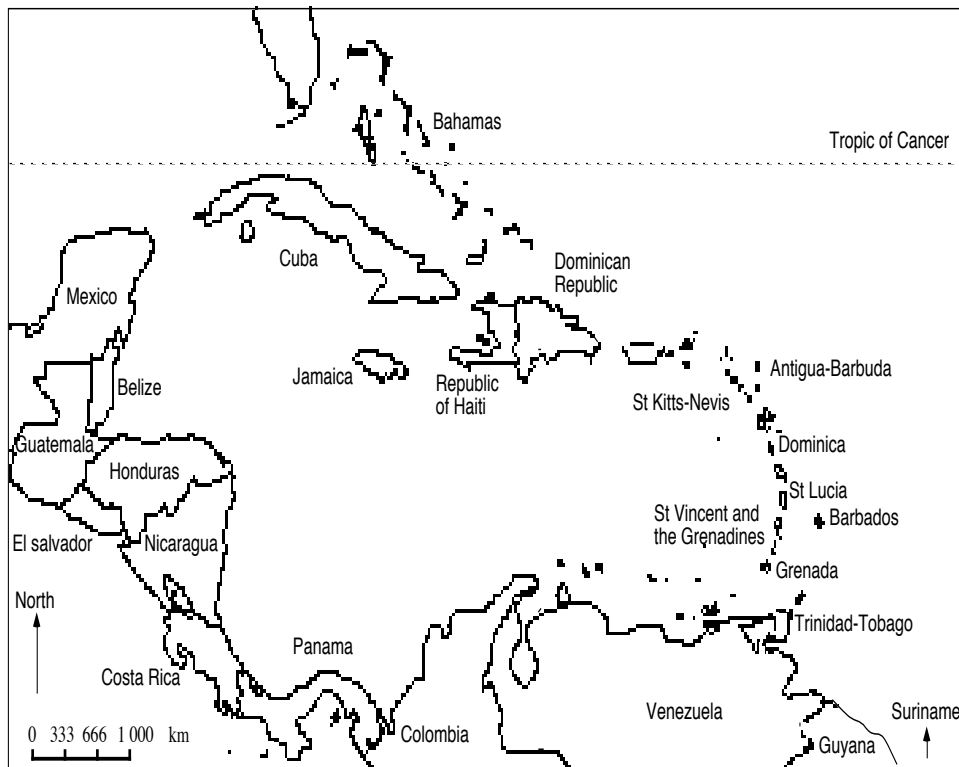 Bahamas
Tropic of Cancer
Cuba
Dominican
Republic
Mexico
Jamaica
Republic
of Haiti
Antigua-Barbuda
Belize
St Kitts-Nevis
Guatemala
Dominica
Honduras
St Lucia
St Vincent and
the Grenadines
Barbados
El salvador
Nicaragua
Grenada
North
Trinidad-Tobago
Panama
Costa Rica
Venezuela
Suriname
Colombia
Guyana
0 333 666 1 000 km